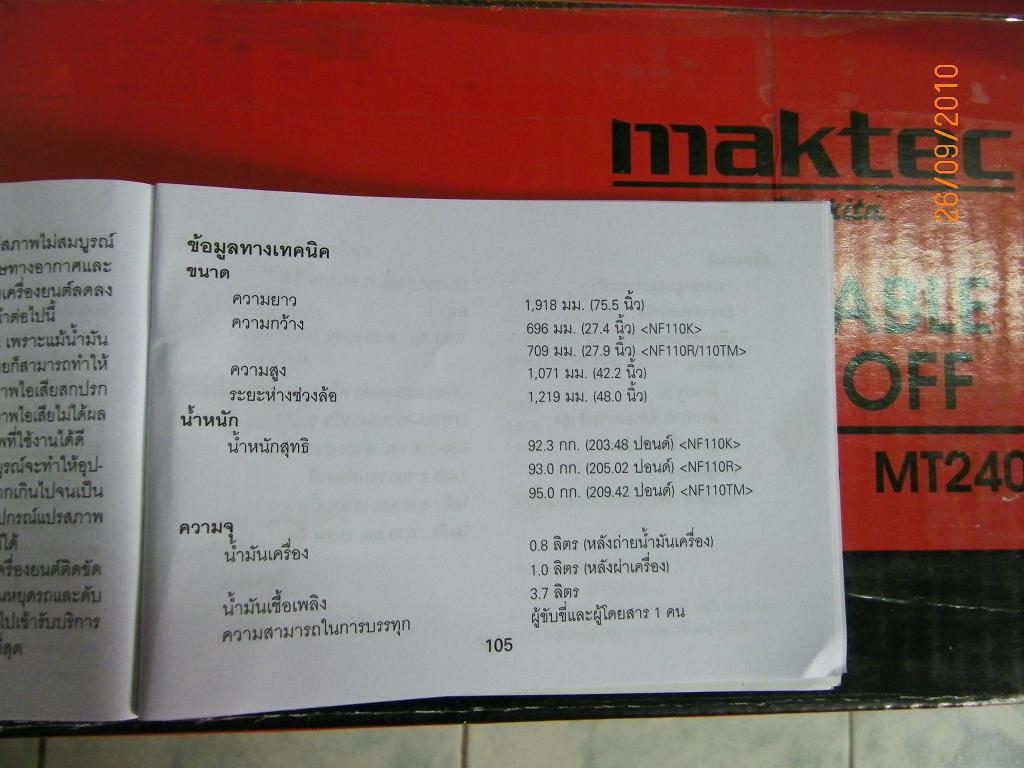 maktec
26/09/2010
ABLE
OFF
MT240
สภาพไม่สมบูรณ์
ษทางอากาศและ
เครื่องยนต์ลดลง
ต่อไปนี้
เพราะแม้น้ำมัน
ยก็สามารถทำให้
าพไอเสียสกปรก
าพไอเสียไม่ได้ผล
พที่ใช้งานได้ดี
บูรณ์จะทำให้อุป-
ากเกินไปจนเป็น
ปกรณ์แปรสภาพ
ได้
ครื่องยนต์ติดขัด
นหยุดรถและดับ
ไปเข้ารับบริการ
ที่สุด
ข้อมูลทางเทคนิค
ขนาด
ความยาว 1,918 มม. (75.5 นิ้ว)
ความกว้าง 696 มม. (27.4 นิ้ว) <NF110K>
709 มม. (27.9 นิ้ว) <NF110R/110TM>
ความสูง 1,071 มม. (42.2 นิ้ว)
ระยะห่างช่วงล้อ 1,219 มม. (48.0 นิ้ว)
น้ำหนัก
น้ำหนักสุทธิ 92.3 กก. (203.48 ปอนด์) <NF110K>
93.0 กก. (205.02 ปอนด์) <NF110R>
95.0 กก. (209.42 ปอนด์) <NF110TM>
ความจุ
น้ำมันเครื่อง 0.8 ลิตร (หลังถ่ายน้ำมันเครื่อง)
1.0 ลิตร (หลังผ่าเครื่อง)
น้ำมันเชื้อเพลิง 3.7 ลิตร
ความสามารถในการบรรทุก ผู้ขับขี่และผู้โดยสาร 1 คน
105